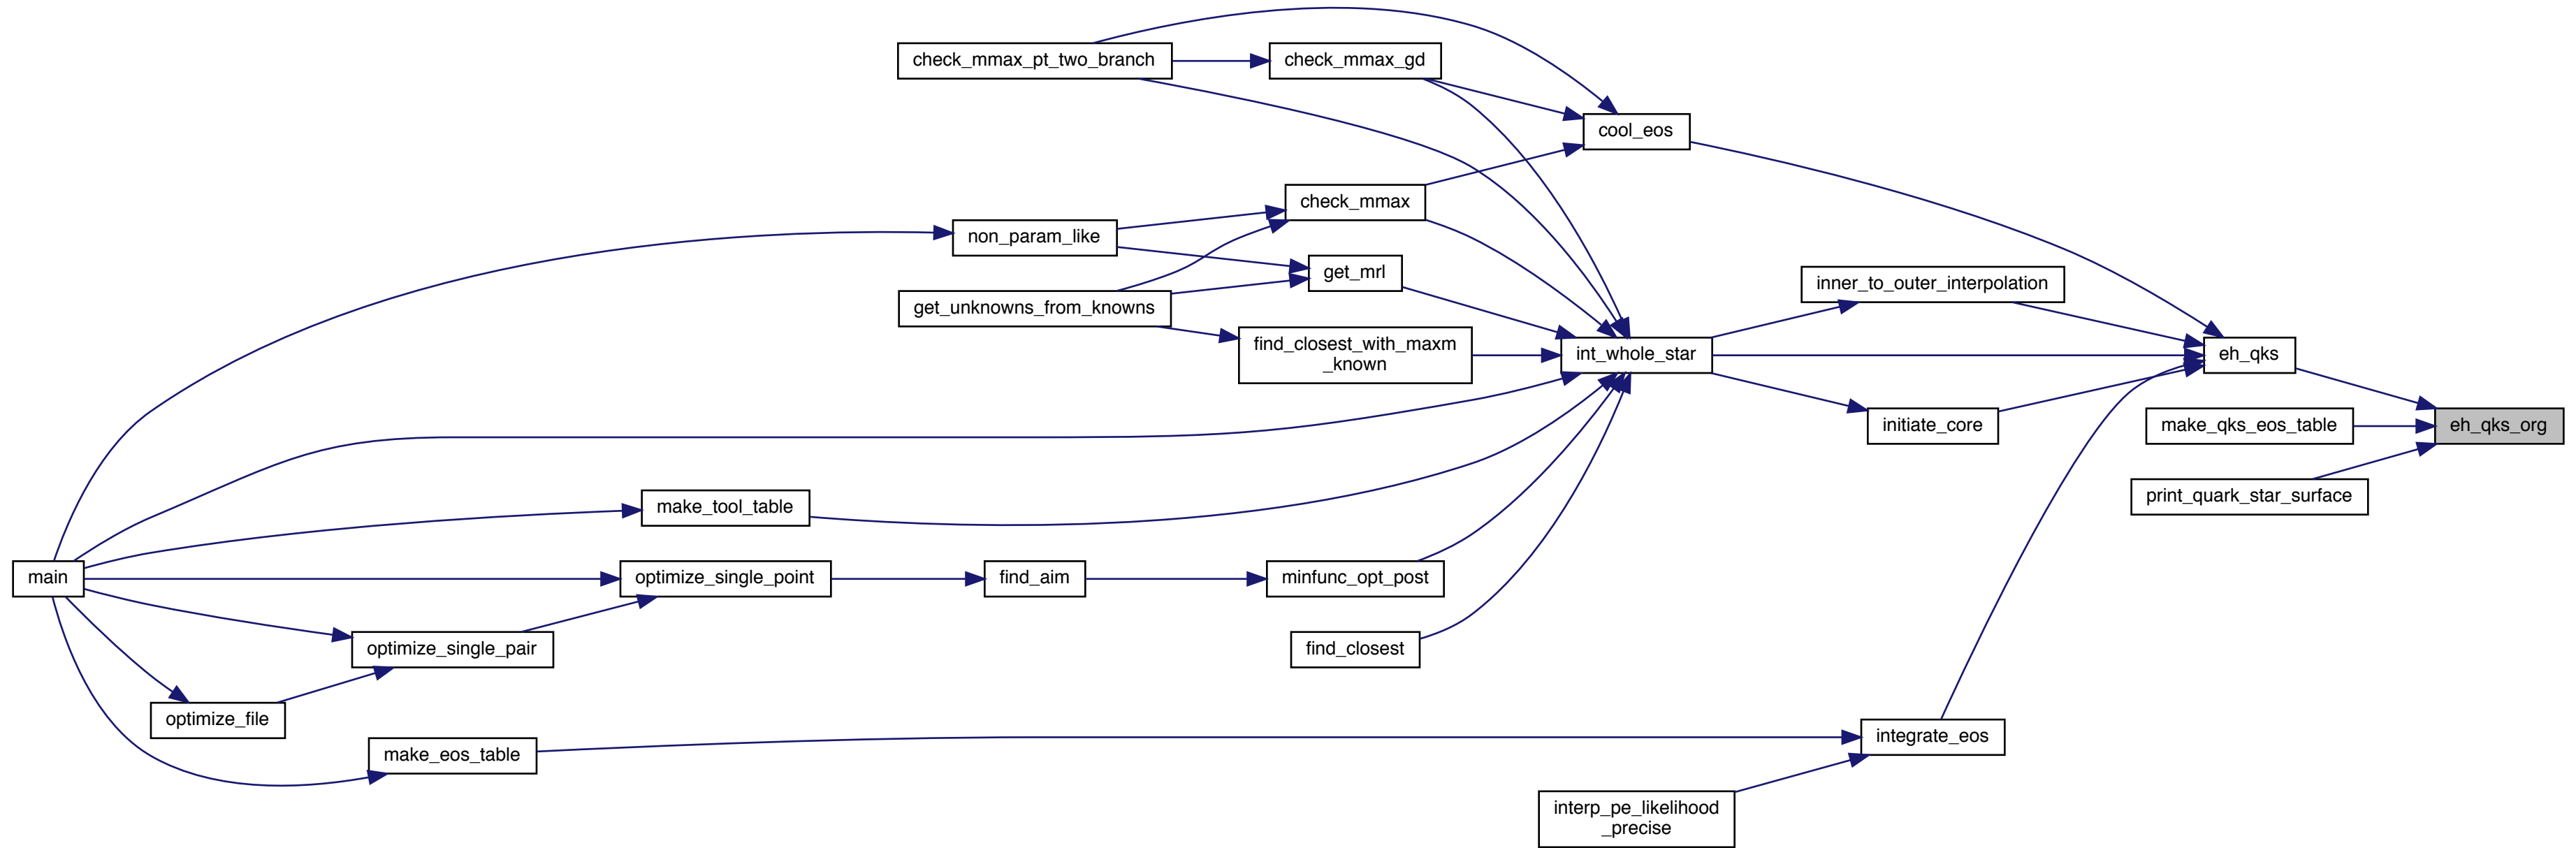 check_mmax_pt_two_branch
check_mmax_gd
cool_eos
check_mmax
non_param_like
get_mrl
inner_to_outer_interpolation
get_unknowns_from_knowns
find_closest_with_maxm
_known
int_whole_star
eh_qks
initiate_core
make_qks_eos_table
eh_qks_org
print_quark_star_surface
make_tool_table
main
optimize_single_point
find_aim
minfunc_opt_post
optimize_single_pair
find_closest
optimize_file
make_eos_table
integrate_eos
interp_pe_likelihood
_precise